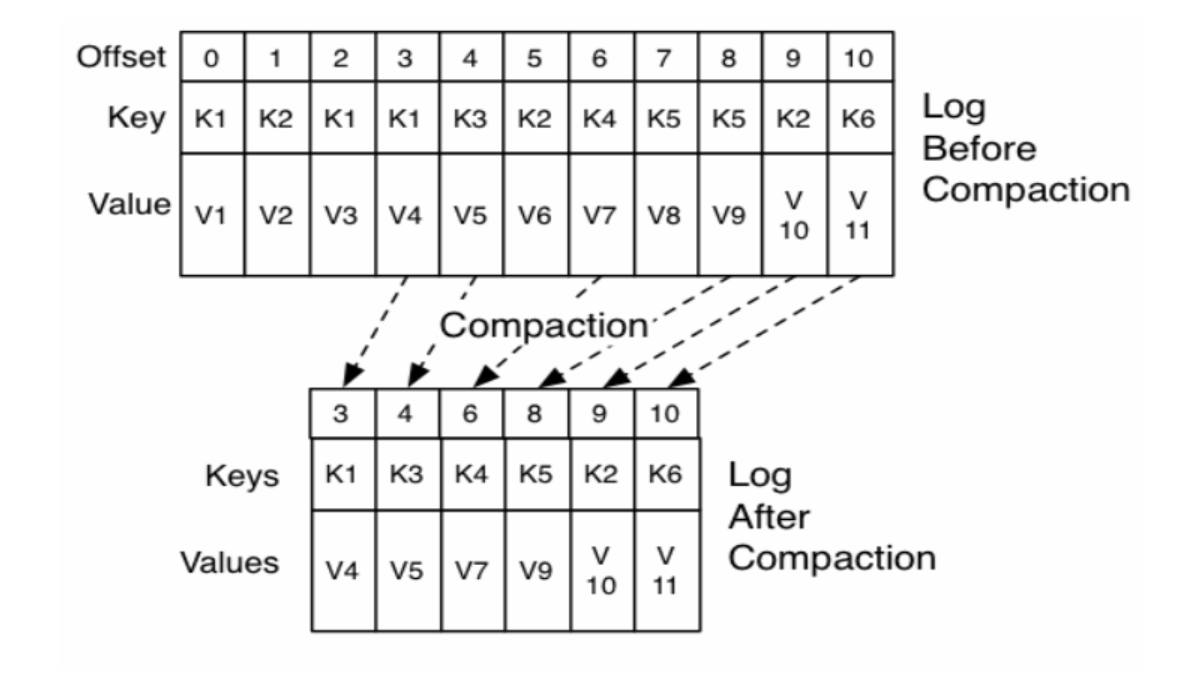 Offset 0 1 2 3 4 5 6 7 8 9 10
Key K1 K2 K1 K1 K3 K2 K4 K5 K5 K2 K6
Value V1 V2 V3 V4 V5 V6 V7 V8 V9 V 10 V 11
Log
Before
Compaction
Compaction
3 4 6 8 9 10
Keys K1 K3 K4 K5 K2 K6
Values V4 V5 V7 V9 V 10 V 11
Log
After
Compaction